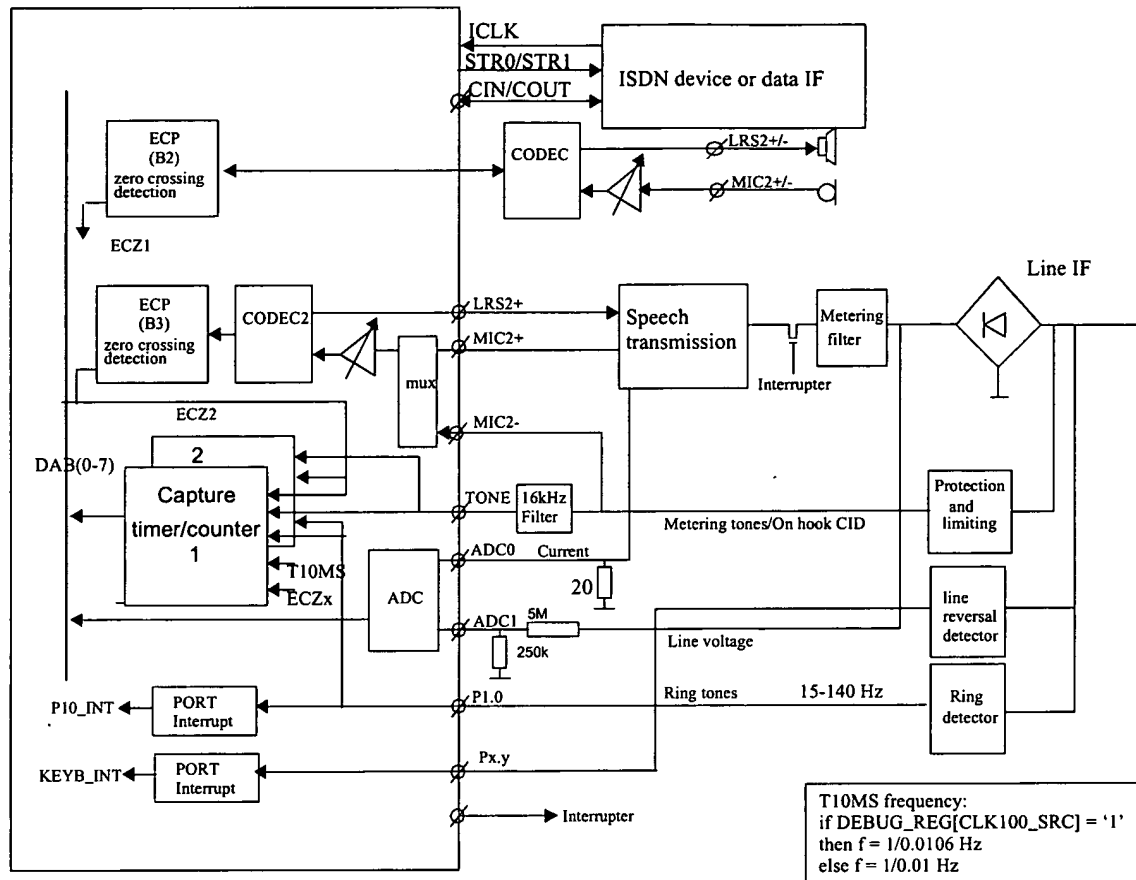 ICLK
STR0/STR1
CIN/COUT
ISDN device or data IF
ECP
(B2)
zero crossing
detection
CODEC
LRS2+/-
MIC2+/-
ECZ1
Line IF
ECP
(B3)
zero crossing
detection
CODEC2
LRS2+
MIC2+
mux
Speech
transmission
Metering
filter
Interrupter
ECZ2
MIC2-
DAB(0-7)
2
Capture
timer/counter
1
TONE
16kHz
Filter
Metering tones/On hook CID
Protection
and
limiting
T10MS
ECZx
ADC
ADC0
Current
20
ADC1
5M
250k
Line voltage
line
reversal
detector
P10_INT
PORT
Interrupt
P1.0
Ring tones
15-140 Hz
Ring
detector
KEYB_INT
PORT
Interrupt
Px.y
Interrupter
T10MS frequency:
if DEBUG_REG[CLK100_SRC] = ‘1’
then f = 1/0.0106 Hz
else f = 1/0.01 Hz